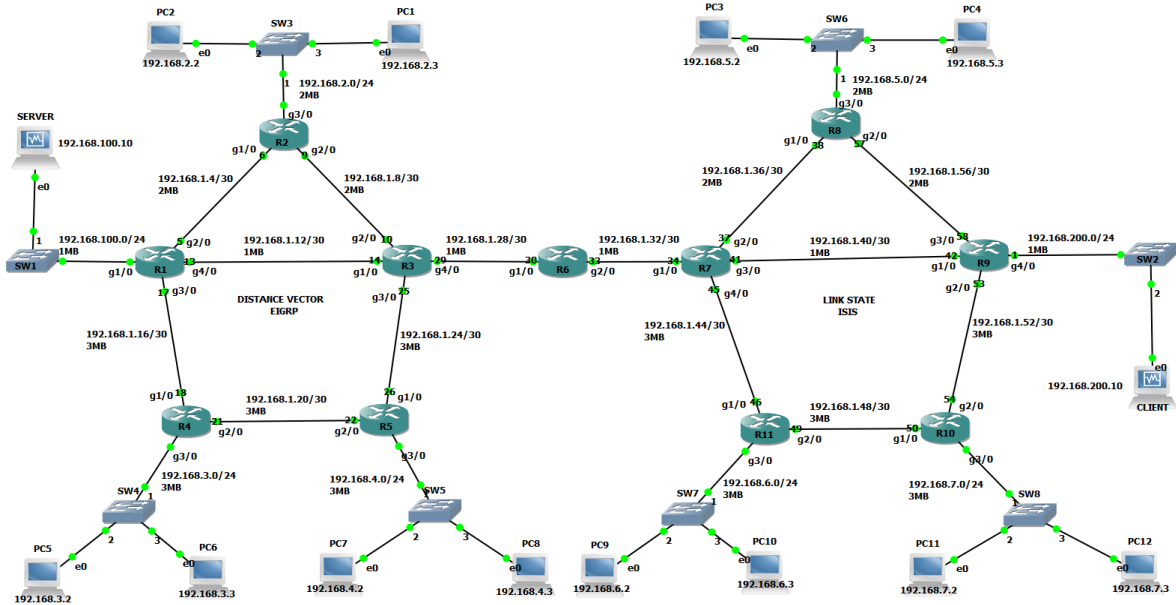 PC2
e0
192.168.2.2
SW3
2
3
1
PC1
e0
192.168.2.3
192.168.2.0/24
2MB
g3/0
R2
g1/0
6
g2/0
9
PC3
e0
192.168.5.2
SW6
2
3
1
PC4
e0
192.168.5.3
192.168.5.0/24
2MB
g3/0
R8
g1/0
38
g2/0
57
SERVER
192.168.100.10
e0
1
SW1
192.168.100.0/24
1MB
g1/0
192.168.1.4/30
2MB
192.168.1.8/30
2MB
5
g2/0
R1
13
g4/0
17
g3/0
192.168.1.12/30
1MB
g2/0
10
14
g1/0
R3
29
g4/0
g3/0
25
192.168.1.28/30
1MB
g1/0
R6
33
g2/0
192.168.1.32/30
1MB
34
g1/0
R7
g2/0
41
g3/0
45
g4/0
192.168.1.36/30
2MB
192.168.1.56/30
2MB
192.168.1.40/30
1MB
58
g3/0
42
g1/0
R9
1
g4/0
g2/0
53
192.168.200.0/24
1MB
SW2
2
e0
192.168.200.10
CLIENT
DISTANCE VECTOR
EIGRP
LINK STATE
ISIS
192.168.1.16/30
3MB
192.168.1.24/30
3MB
192.168.1.44/30
3MB
192.168.1.52/30
3MB
18
g1/0
R4
21
g2/0
g3/0
192.168.1.20/30
3MB
26
g1/0
22
g2/0
R5
g3/0
46
g1/0
R11
49
g2/0
g3/0
192.168.1.48/30
3MB
54
g2/0
50
g1/0
R10
g3/0
192.168.3.0/24
3MB
SW4
1
2
3
192.168.4.0/24
3MB
SW5
1
2
3
192.168.6.0/24
3MB
SW7
1
2
3
192.168.7.0/24
3MB
SW8
1
2
3
PC5
e0
192.168.3.2
PC6
e0
192.168.3.3
PC7
e0
192.168.4.2
PC8
e0
192.168.4.3
PC9
e0
192.168.6.2
PC10
e0
192.168.6.3
PC11
e0
192.168.7.2
PC12
e0
192.168.7.3